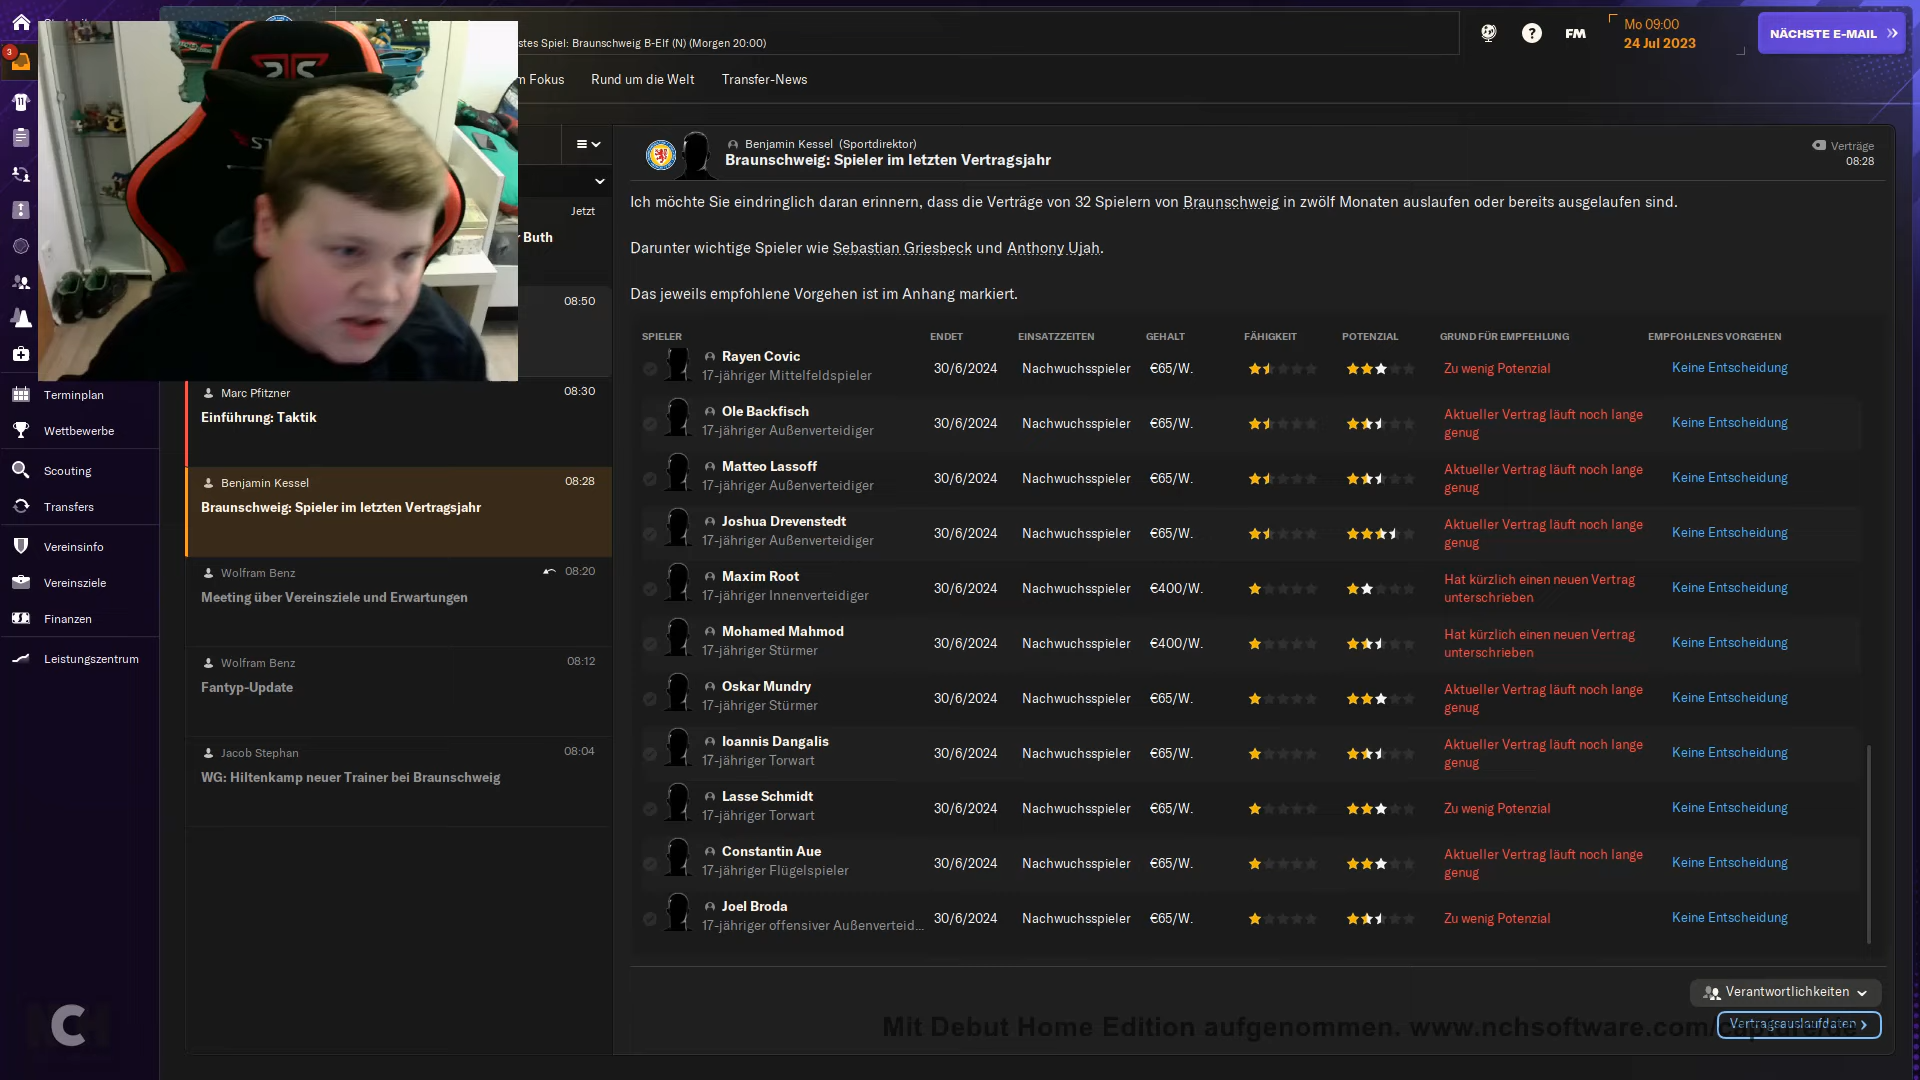 stes Spiel: Braunschweig B-Elf (N) (Morgen 20:00)
FM
Mo 09:00
24 Jul 2023
NÄCHSTE E-MAIL
3
m Fokus
Rund um die Welt
Transfer-News
Jetzt
Buth
08:50
Marc Pfitzner
08:30
Einführung: Taktik
Benjamin Kessel
08:28
Braunschweig: Spieler im letzten Vertragsjahr
Wolfram Benz
08:20
Meeting über Vereinsziele und Erwartungen
Wolfram Benz
08:12
Fantyp-Update
Jacob Stephan
08:04
WG: Hiltenkamp neuer Trainer bei Braunschweig
Terminplan
Wettbewerbe
Scouting
Transfers
Vereinsinfo
Vereinsziele
Finanzen
Leistungszentrum
Benjamin Kessel (Sportdirektor)
Braunschweig: Spieler im letzten Vertragsjahr
Verträge
08:28
Ich möchte Sie eindringlich daran erinnern, dass die Verträge von 32 Spielern von Braunschweig in zwölf Monaten auslaufen oder bereits ausgelaufen sind.
Darunter wichtige Spieler wie Sebastian Griesbeck und Anthony Ujah.
Das jeweils empfohlene Vorgehen ist im Anhang markiert.
SPIELER ENDET EINSATZZEITEN GEHALT FÄHIGKEIT POTENZIAL GRUND FÜR EMPFEHLUNG EMPFOHLENES VORGEHEN
Rayen Covic
17-jähriger Mittelfeldspieler 30/6/2024 Nachwuchsspieler €65/W. Zu wenig Potenzial Keine Entscheidung
Ole Backfisch
17-jähriger Außenverteidiger 30/6/2024 Nachwuchsspieler €65/W. Aktueller Vertrag läuft noch lange genug Keine Entscheidung
Matteo Lassoff
17-jähriger Außenverteidiger 30/6/2024 Nachwuchsspieler €65/W. Aktueller Vertrag läuft noch lange genug Keine Entscheidung
Joshua Drevenstedt
17-jähriger Außenverteidiger 30/6/2024 Nachwuchsspieler €65/W. Aktueller Vertrag läuft noch lange genug Keine Entscheidung
Maxim Root
17-jähriger Innenverteidiger 30/6/2024 Nachwuchsspieler €400/W. Hat kürzlich einen neuen Vertrag unterschrieben Keine Entscheidung
Mohamed Mahmod
17-jähriger Stürmer 30/6/2024 Nachwuchsspieler €400/W. Hat kürzlich einen neuen Vertrag unterschrieben Keine Entscheidung
Oskar Mundry
17-jähriger Stürmer 30/6/2024 Nachwuchsspieler €65/W. Aktueller Vertrag läuft noch lange genug Keine Entscheidung
Ioannis Dangalis
17-jähriger Torwart 30/6/2024 Nachwuchsspieler €65/W. Aktueller Vertrag läuft noch lange genug Keine Entscheidung
Lasse Schmidt
17-jähriger Torwart 30/6/2024 Nachwuchsspieler €65/W. Zu wenig Potenzial Keine Entscheidung
Constantin Aue
17-jähriger Flügelspieler 30/6/2024 Nachwuchsspieler €65/W. Aktueller Vertrag läuft noch lange genug Keine Entscheidung
Joel Broda
17-jähriger offensiver Außenverteid... 30/6/2024 Nachwuchsspieler €65/W. Zu wenig Potenzial Keine Entscheidung
Verantwortlichkeiten
Vertragsauslaufdaten
Mit Debut Home Edition aufgenommen. www.nchsoftware.com/capture/de
NCH